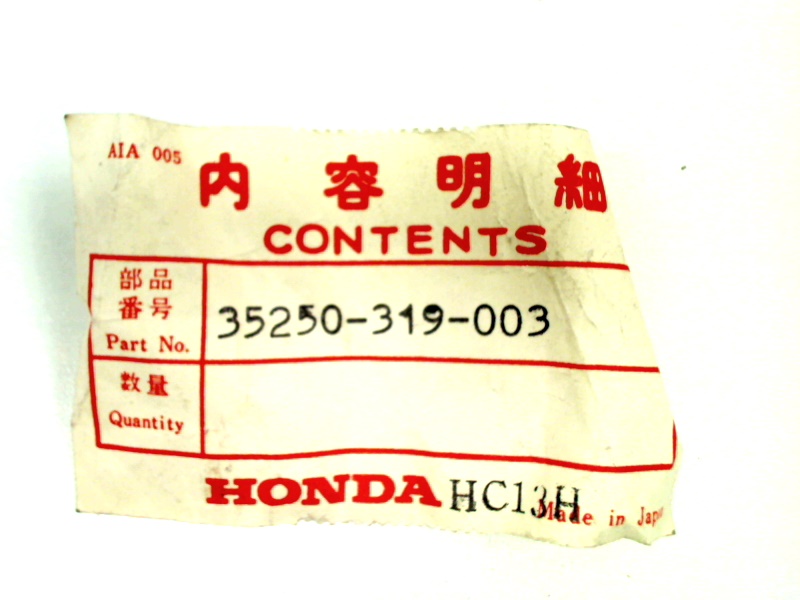 AIA 005
内容明細
CONTENTS
部品
番号
Part No.
35250-319-003
数量
Quantity
HONDA HC13H
Made in Japan